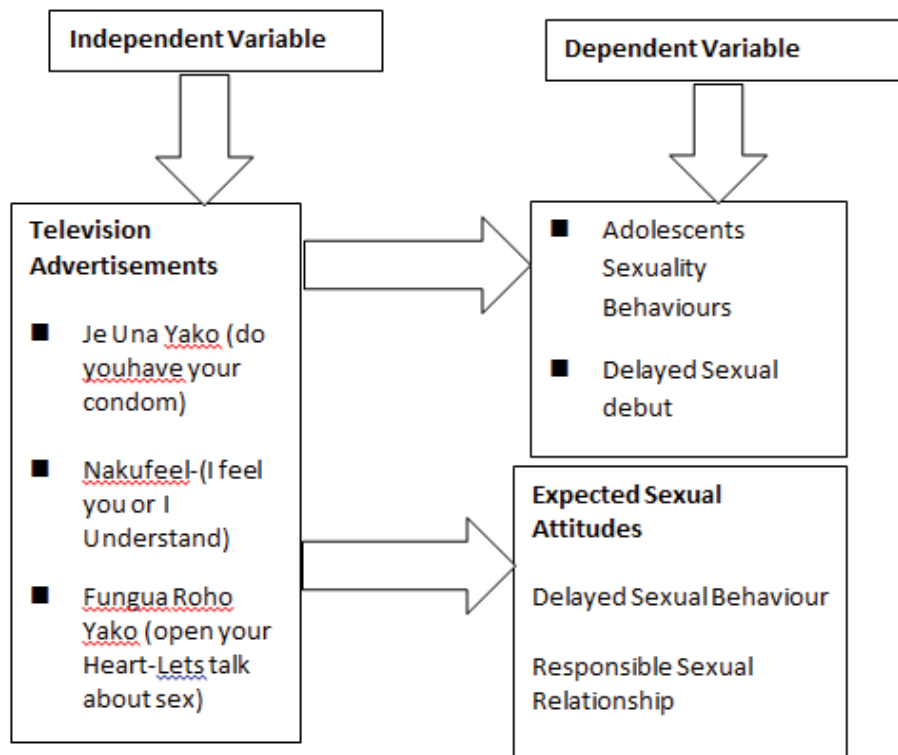 Independent Variable
Dependent Variable
Television
Advertisements
■ Je Una Yako (do
youhave your
condom)
■ Nakufeel-(I feel
you or I
Understand)
■ Fungua Roho
Yako (open your
Heart-Lets talk
about sex)
■ Adolescents
Sexuality
Behaviours
■ Delayed Sexual
debut
Expected Sexual
Attitudes
Delayed Sexual Behaviour
Responsible Sexual
Relationship